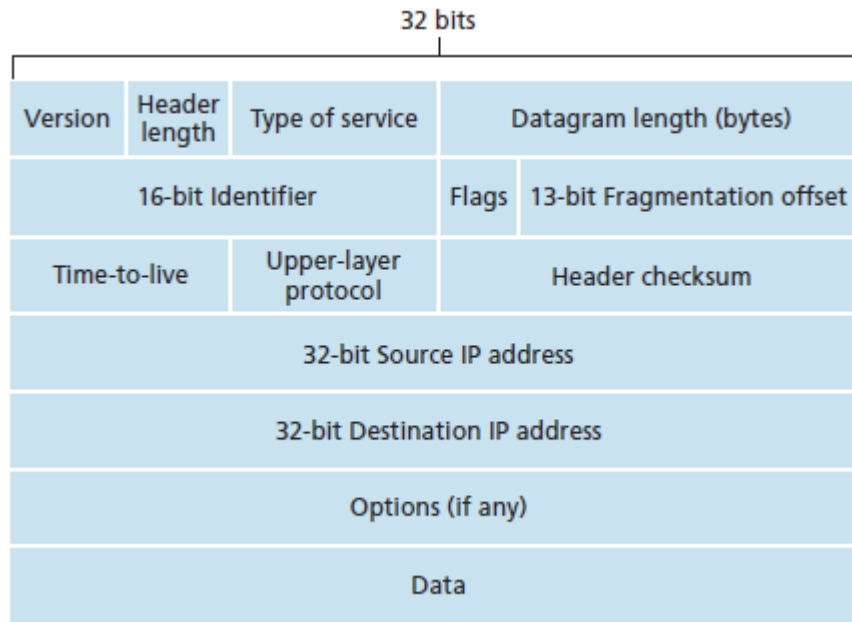 32 bits
Version
Header
length
Type of service
Datagram length (bytes)
16-bit Identifier
Flags
13-bit Fragmentation offset
Time-to-live
Upper-layer
protocol
Header checksum
32-bit Source IP address
32-bit Destination IP address
Options (if any)
Data